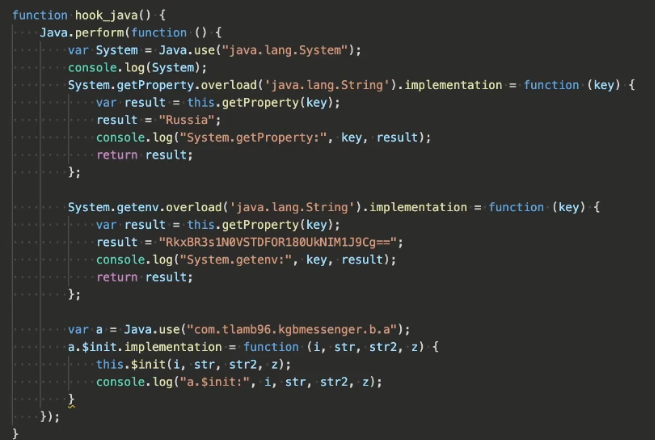 function hook_java() {
    Java.perform(function () {
        var System = Java.use("java.lang.System");
        console.log(System);
        System.getProperty.overload('java.lang.String').implementation = function (key) {
            var result = this.getProperty(key);
            result = "Russia";
            console.log("System.getProperty:", key, result);
            return result;
        };

        System.getenv.overload('java.lang.String').implementation = function (key) {
            var result = this.getProperty(key);
            result = "RkxBR3s1N0VSTDFOR180UkNIM1J9Cg==";
            console.log("System.getenv:", key, result);
            return result;
        };

        var a = Java.use("com.tlamb96.kgbmessenger.b.a");
        a.$init.implementation = function (i, str, str2, z) {
            this.$init(i, str, str2, z);
            console.log("a.$init:", i, str, str2, z);
        }
    });
}